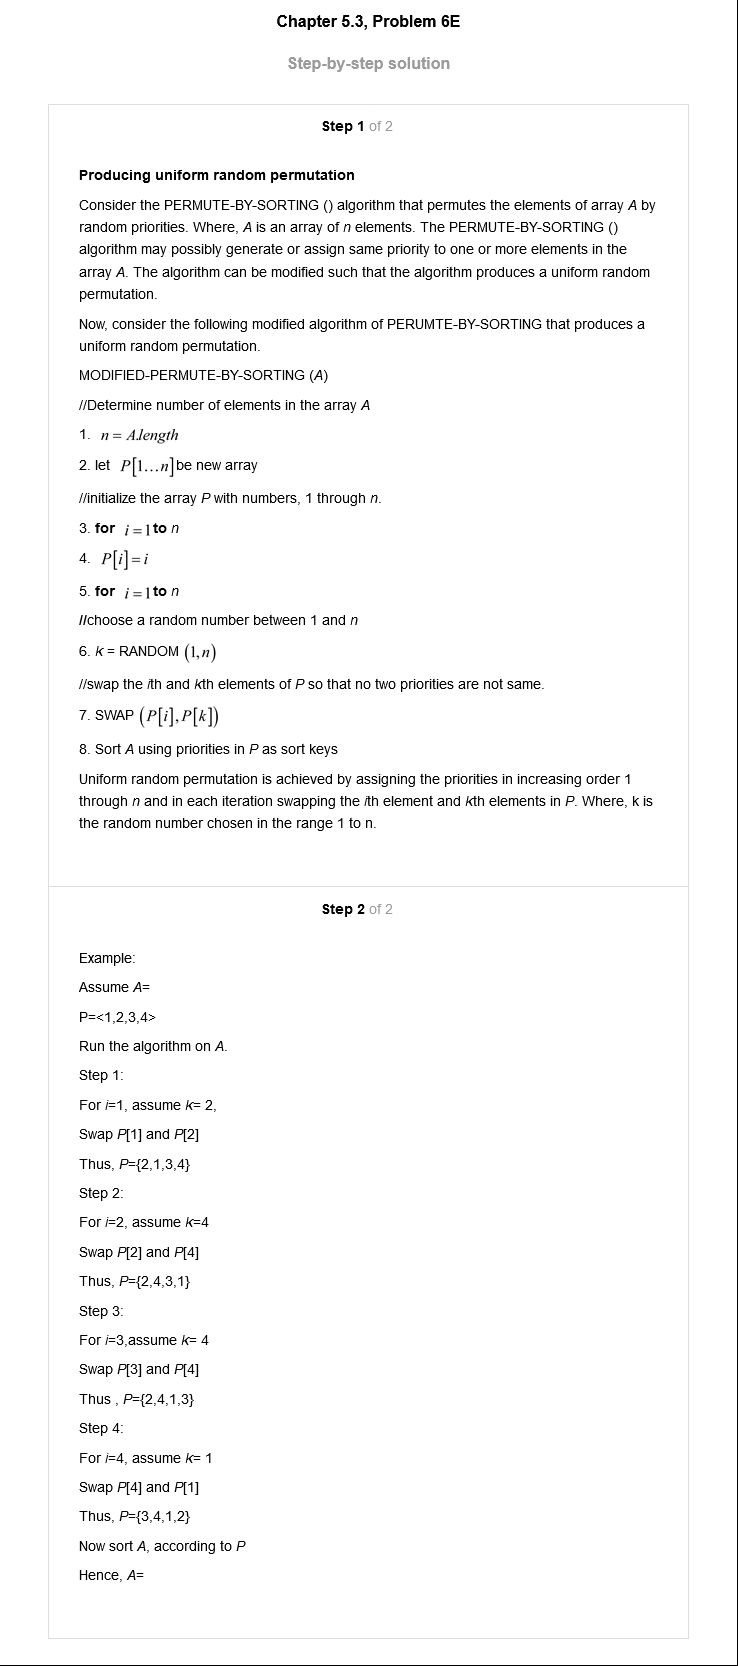 Chapter 5.3, Problem 6E
Step-by-step solution
Step 1 of 2
Producing uniform random permutation
Consider the PERMUTE-BY-SORTING () algorithm that permutes the elements of array A by
random priorities. Where, A is an array of n elements. The PERMUTE-BY-SORTING ()
algorithm may possibly generate or assign same priority to one or more elements in the
array A. The algorithm can be modified such that the algorithm produces a uniform random
permutation.
Now, consider the following modified algorithm of PERUMTE-BY-SORTING that produces a
uniform random permutation.
MODIFIED-PERMUTE-BY-SORTING (A)
//Determine number of elements in the array A
1. n = A.length
2. let P[1…n] be new array
//initialize the array P with numbers, 1 through n.
3. for i = 1 to n
4. P[i] = i
5. for i = 1 to n
//choose a random number between 1 and n
6. k = RANDOM (1,n)
//swap the ith and kth elements of P so that no two priorities are not same.
7. SWAP (P[i],P[k])
8. Sort A using priorities in P as sort keys
Uniform random permutation is achieved by assigning the priorities in increasing order 1
through n and in each iteration swapping the ith element and kth elements in P. Where, k is
the random number chosen in the range 1 to n.
Step 2 of 2
Example:
Assume A=
P=<1,2,3,4>
Run the algorithm on A.
Step 1:
For i=1, assume k= 2,
Swap P[1] and P[2]
Thus, P={2,1,3,4}
Step 2:
For i=2, assume k=4
Swap P[2] and P[4]
Thus, P={2,4,3,1}
Step 3:
For i=3,assume k= 4
Swap P[3] and P[4]
Thus , P={2,4,1,3}
Step 4:
For i=4, assume k= 1
Swap P[4] and P[1]
Thus, P={3,4,1,2}
Now sort A, according to P
Hence, A=